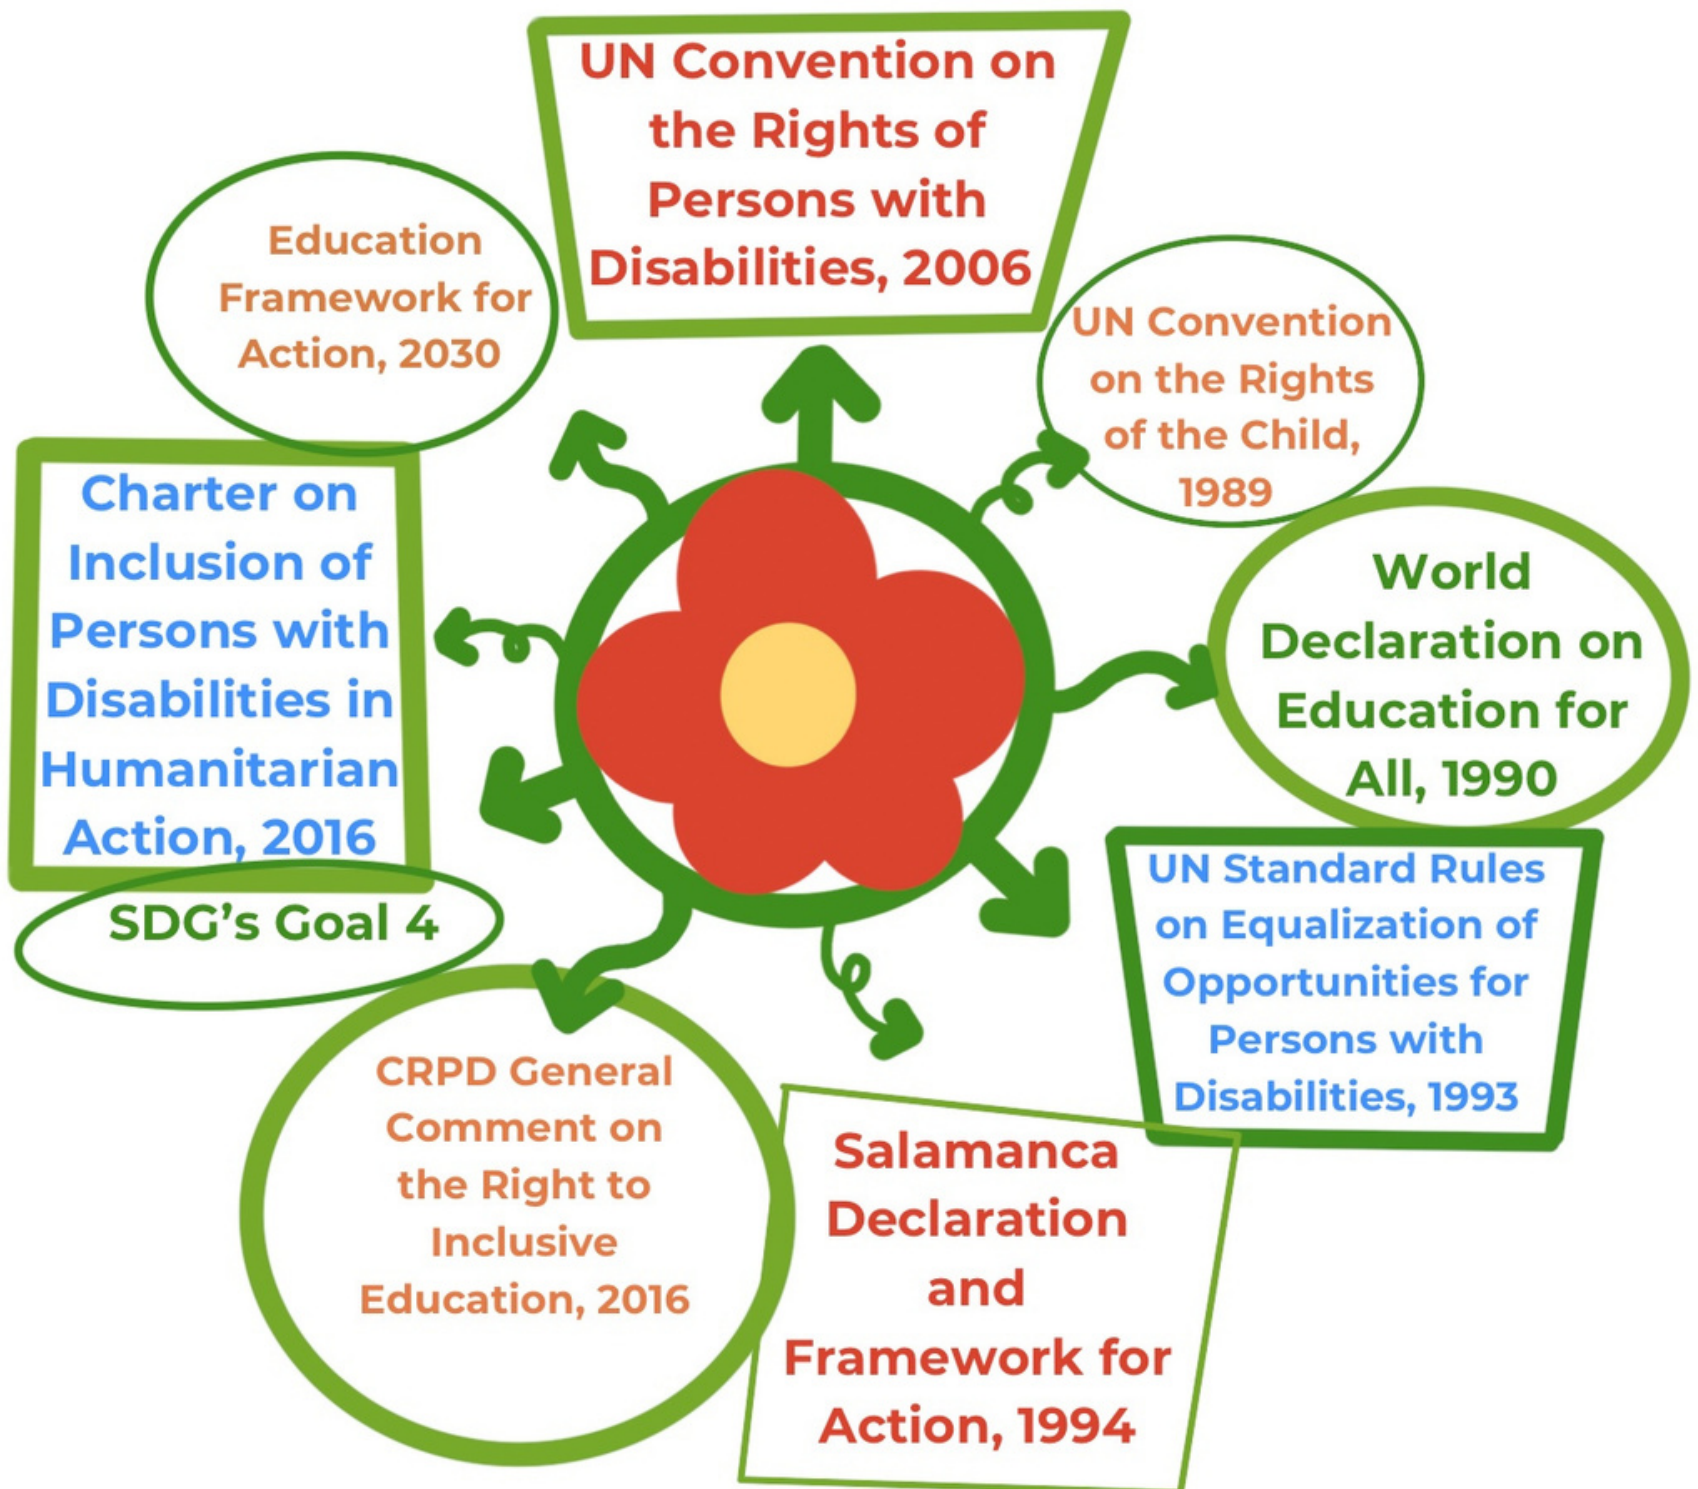 UN Convention on
the Rights of
Persons with
Disabilities, 2006
Education
Framework for
Action, 2030
UN Convention
on the Rights
of the Child,
1989
Charter on
Inclusion of
Persons with
Disabilities in
Humanitarian
Action, 2016
World
Declaration on
Education for
All, 1990
UN Standard Rules
on Equalization of
Opportunities for
Persons with
Disabilities, 1993
SDG’s Goal 4
CRPD General
Comment on
the Right to
Inclusive
Education, 2016
Salamanca
Declaration
and
Framework for
Action, 1994